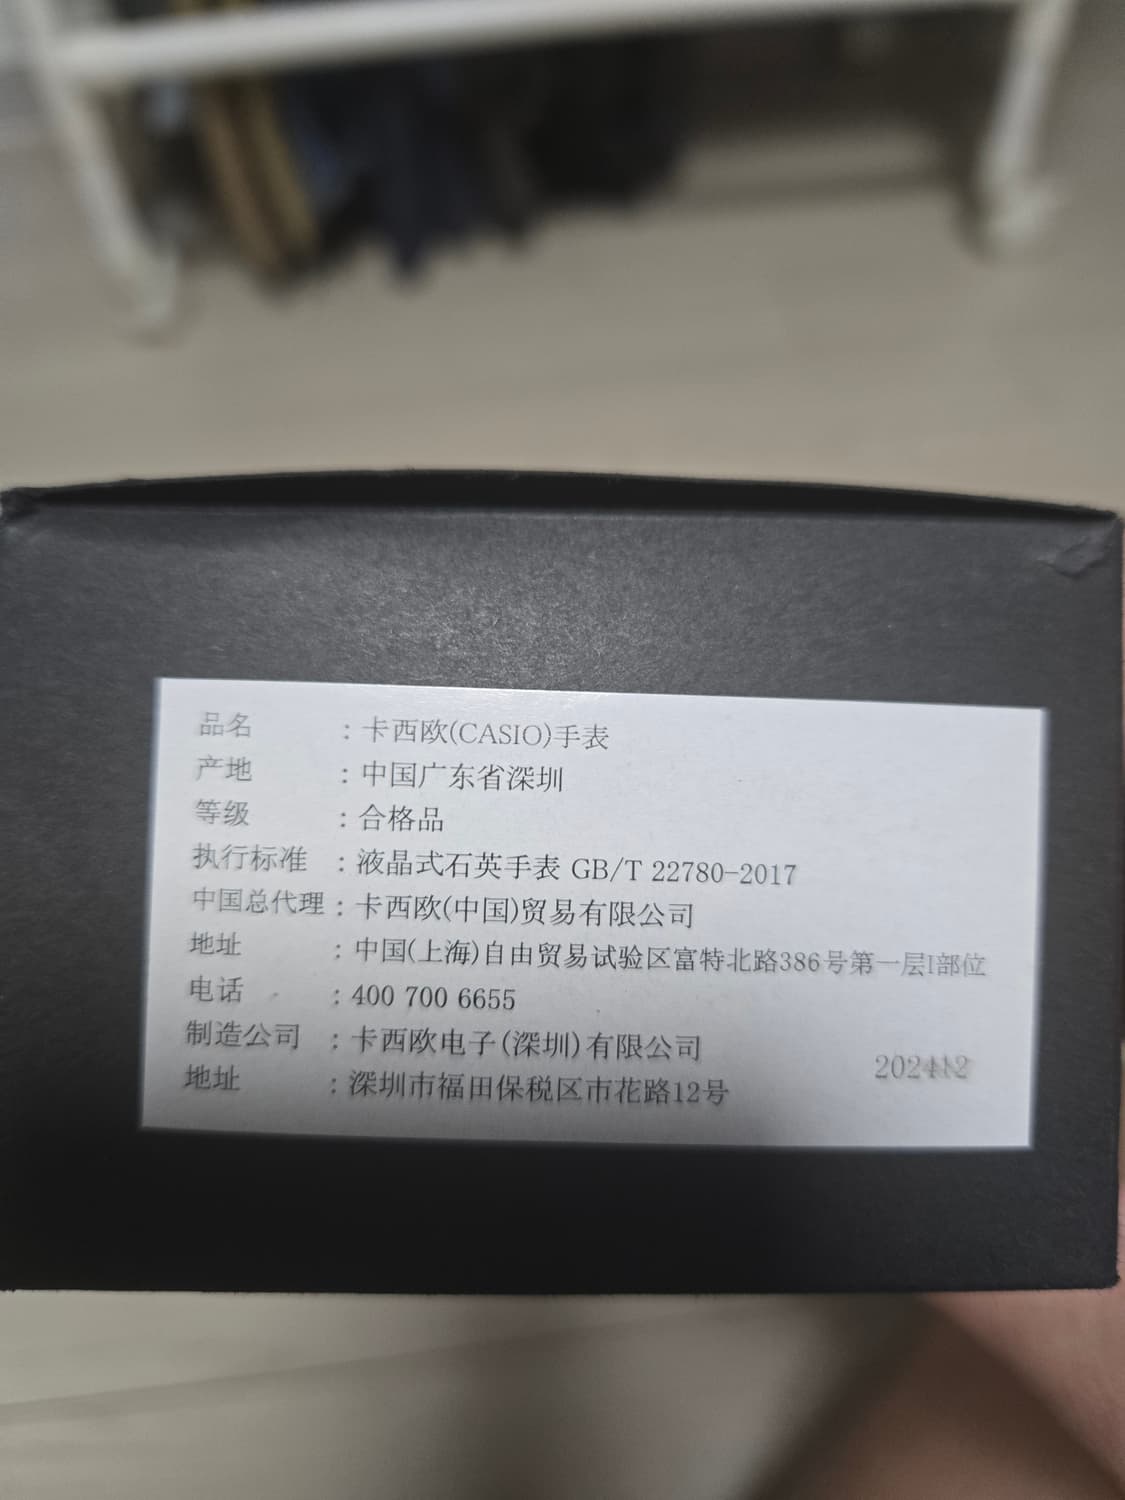 品名 : 卡西欧(CASIO)手表
产地 : 中国广东省深圳
等级 : 合格品
执行标准 : 液晶式石英手表 GB/T 22780-2017
中国总代理 : 卡西欧(中国)贸易有限公司
地址 : 中国(上海)自由贸易试验区富特北路386号第一层I部位
电话 : 400 700 6655
制造公司 : 卡西欧电子(深圳)有限公司
地址 : 深圳市福田保税区市花路12号
202412